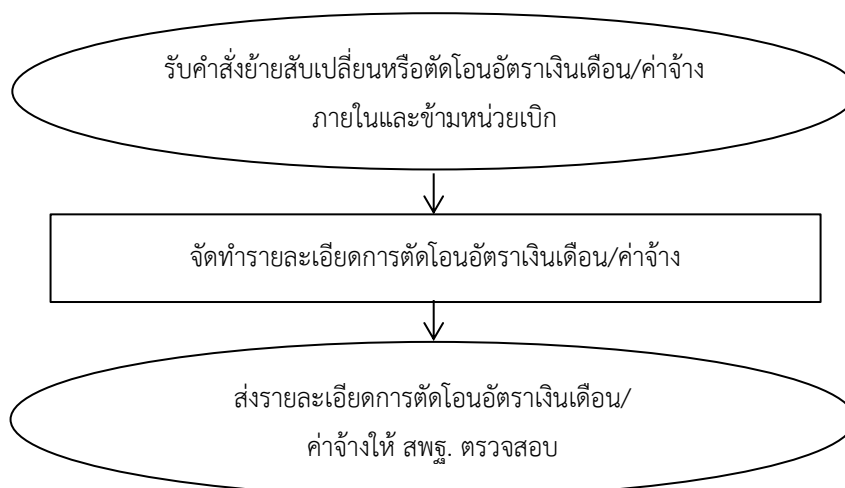 รับคำสั่งย้ายสับเปลี่ยนหรือตัดโอนอัตราเงินเดือน/ค่าจ้าง
ภายในและข้ามหน่วยเบิก
จัดทำรายละเอียดการตัดโอนอัตราเงินเดือน/ค่าจ้าง
ส่งรายละเอียดการตัดโอนอัตราเงินเดือน/
ค่าจ้างให้ สพฐ. ตรวจสอบ